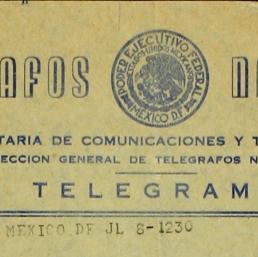 AFOS N
PODER EJECUTIVO FEDERAL
ESTADOS UNIDOS MEXICANOS
MEXICO DF
TARIA DE COMUNICACIONES Y T
ECCION GENERAL DE TELEGRAFOS N
TELEGRAM
MEXICO DF JL 8-1230